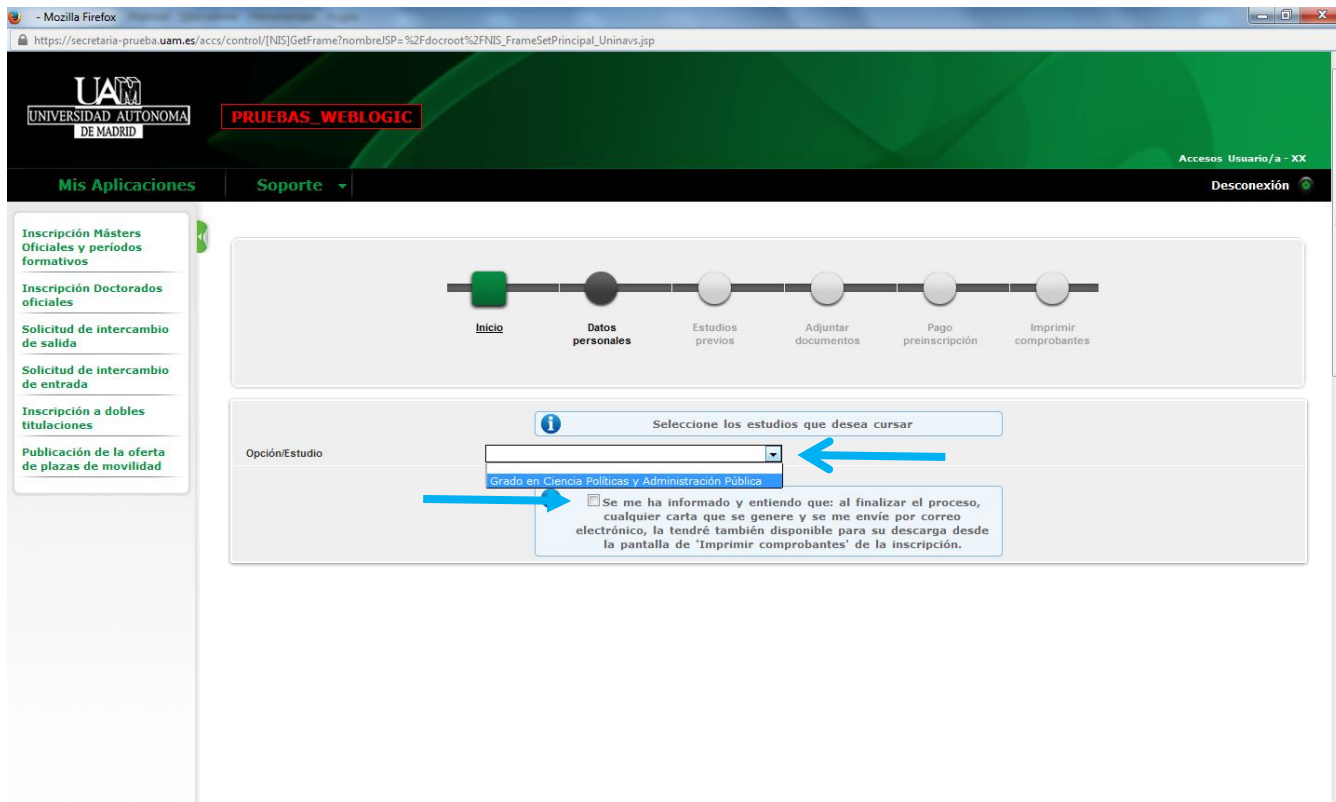 - Mozilla Firefox
https://secretaria-prueba.uam.es/accs/control/[NIS]GetFrame?nombreJSP=%2Fdocroot%2FNIS_FrameSetPrincipal_Uninavs.jsp
UAM
UNIVERSIDAD AUTONOMA
DE MADRID
PRUEBAS_WEBLOGIC
Accesos Usuario/a - XX
Mis Aplicaciones
Soporte
Desconexión
Inscripción Másters
Oficiales y períodos
formativos
Inscripción Doctorados
oficiales
Solicitud de intercambio
de salida
Solicitud de intercambio
de entrada
Inscripción a dobles
titulaciones
Publicación de la oferta
de plazas de movilidad
Inicio
Datos
personales
Estudios
previos
Adjuntar
documentos
Pago
preinscripción
Imprimir
comprobantes
Seleccione los estudios que desea cursar
Opción/Estudio
Grado en Ciencia Políticas y Administración Pública
Se me ha informado y entiendo que: al finalizar el proceso,
cualquier carta que se genere y se me envíe por correo
electrónico, la tendré también disponible para su descarga desde
la pantalla de 'Imprimir comprobantes' de la inscripción.